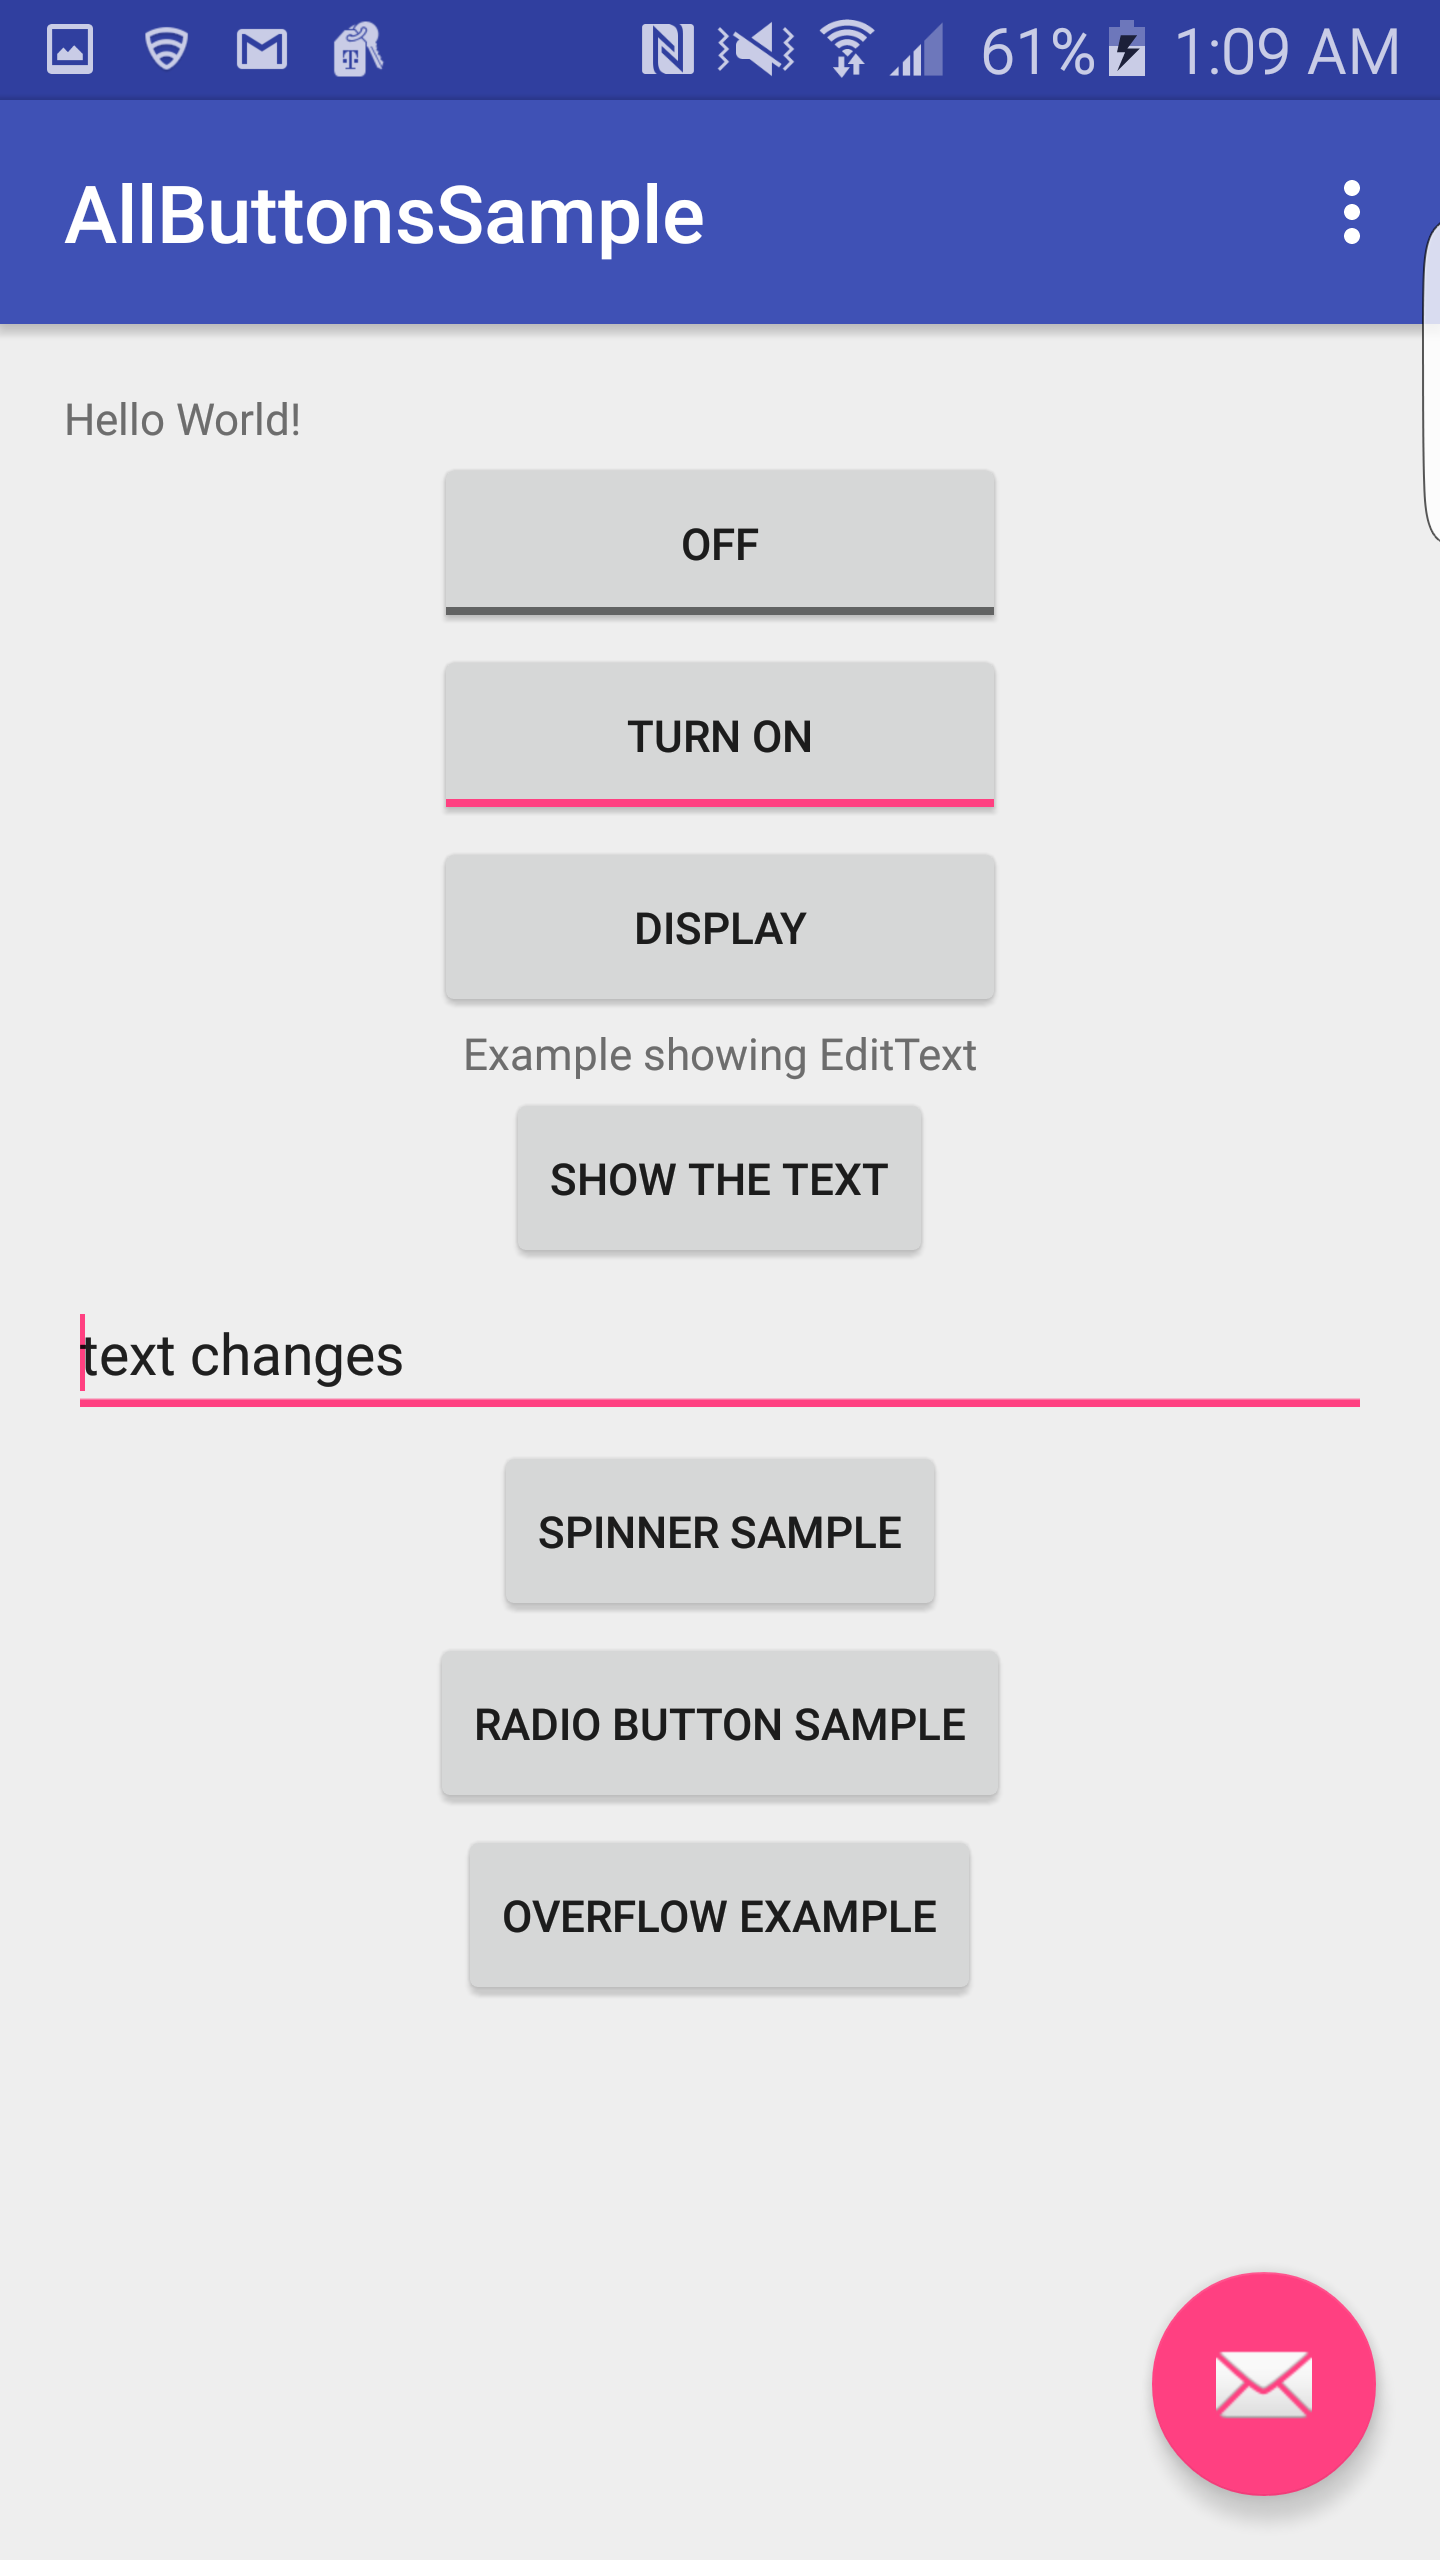 61% 1:09 AM
AllButtonsSample
Hello World!
OFF
TURN ON
DISPLAY
Example showing EditText
SHOW THE TEXT
text changes
SPINNER SAMPLE
RADIO BUTTON SAMPLE
OVERFLOW EXAMPLE